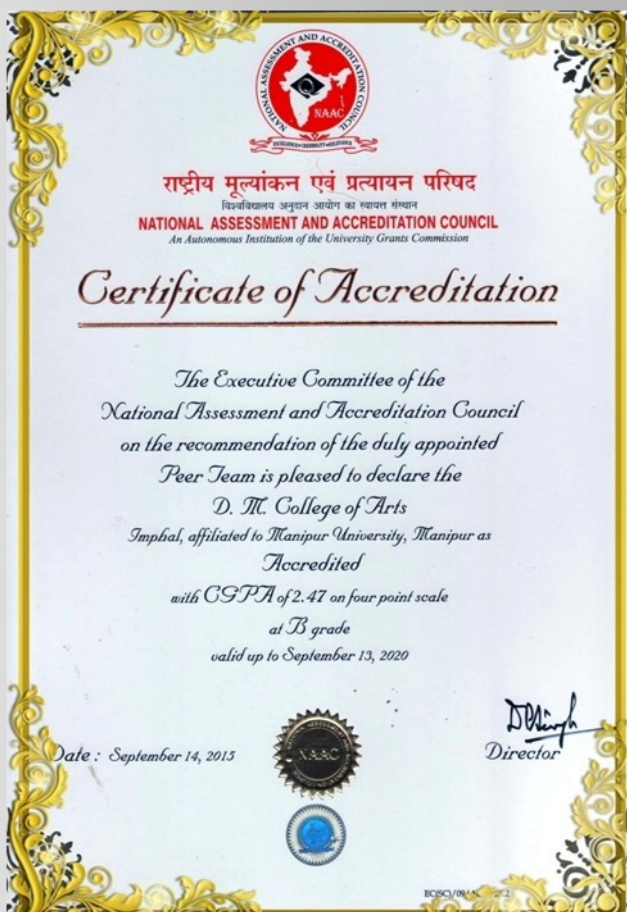 NATIONAL ASSESSMENT AND ACCREDITATION COUNCIL
NAAC
EXCELLENCE • CREDIBILITY • RELEVANCE
राष्ट्रीय मूल्यांकन एवं प्रत्यायन परिषद
विश्वविद्यालय अनुदान आयोग का स्वायत्त संस्थान
NATIONAL ASSESSMENT AND ACCREDITATION COUNCIL
An Autonomous Institution of the University Grants Commission
Certificate of Accreditation
The Executive Committee of the
National Assessment and Accreditation Council
on the recommendation of the duly appointed
Peer Team is pleased to declare the
D. M. College of Arts
Imphal, affiliated to Manipur University, Manipur as
Accredited
with CGPA of 2.47 on four point scale
at B grade
valid up to September 13, 2020
Date : September 14, 2015
NAAC
Director